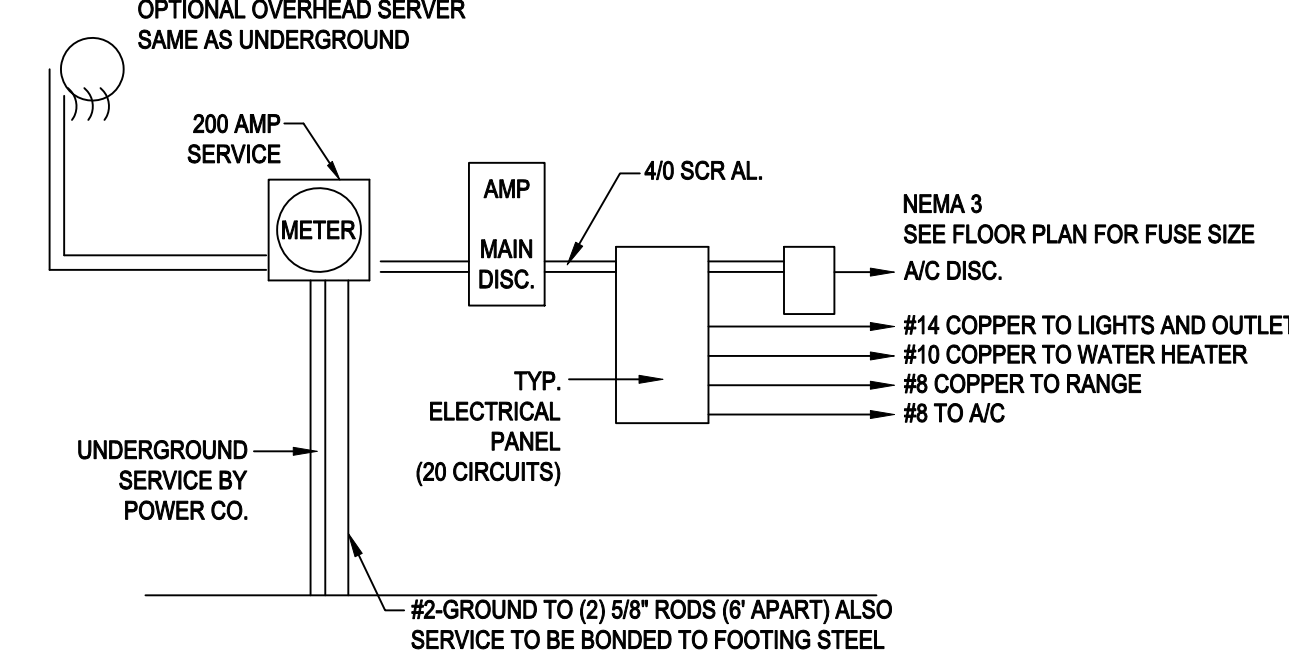 OPTIONAL OVERHEAD SERVER
SAME AS UNDERGROUND
200 AMP
SERVICE
METER
AMP
MAIN
DISC.
4/0 SCR AL.
NEMA 3
SEE FLOOR PLAN FOR FUSE SIZE
A/C DISC.
#14 COPPER TO LIGHTS AND OUTLET
#10 COPPER TO WATER HEATER
#8 COPPER TO RANGE
#8 TO A/C
TYP.
ELECTRICAL
PANEL
(20 CIRCUITS)
UNDERGROUND
SERVICE BY
POWER CO.
#2-GROUND TO (2) 5/8" RODS (6' APART) ALSO
SERVICE TO BE BONDED TO FOOTING STEEL